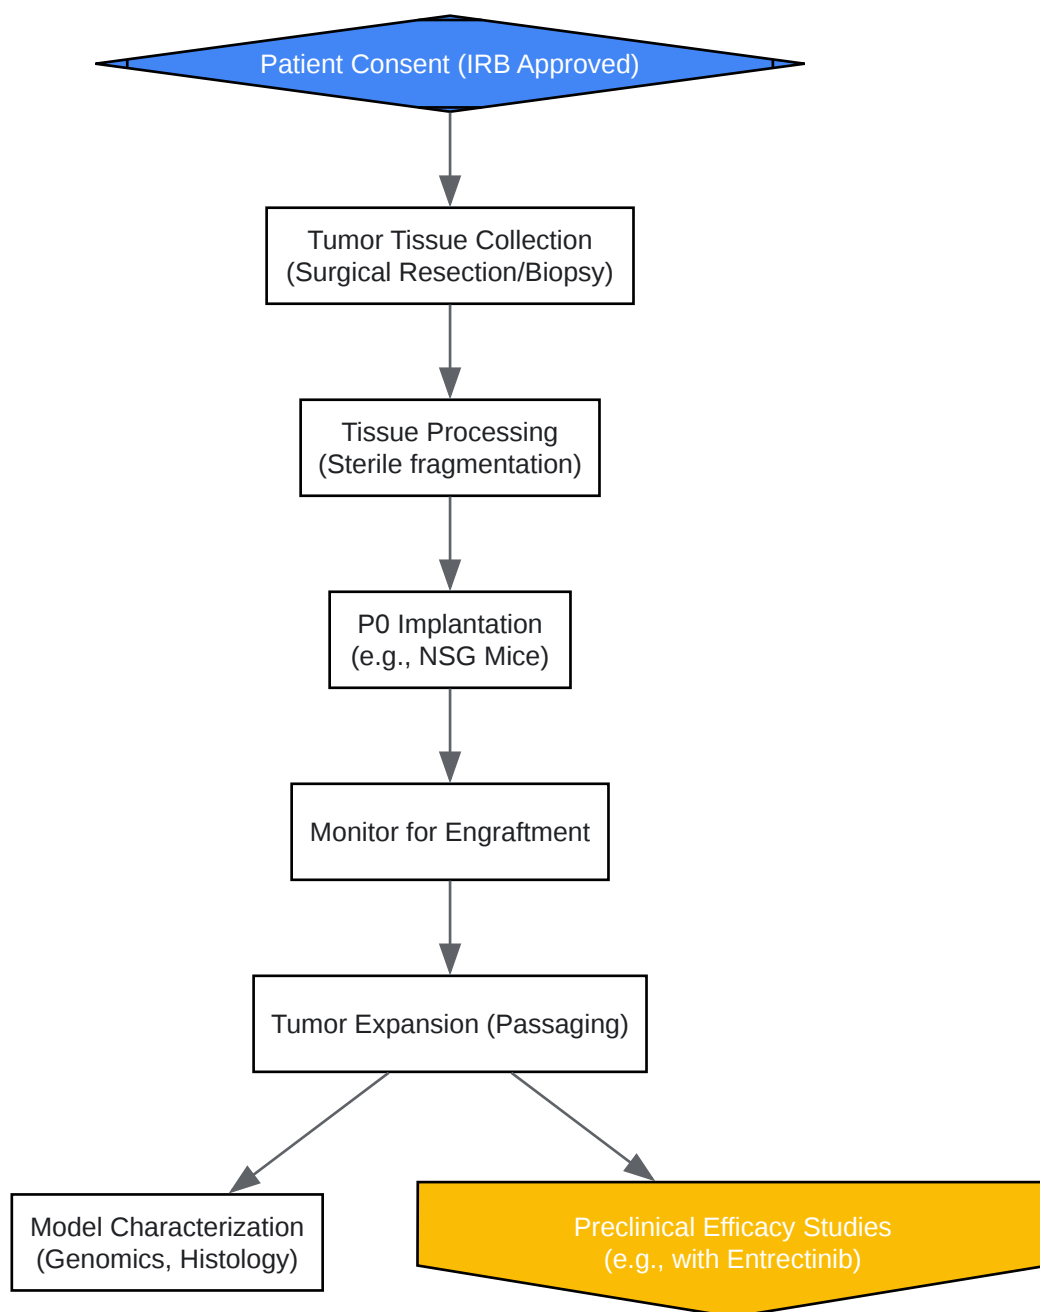 Patient Consent (IRB Approved)
Tumor Tissue Collection
(Surgical Resection/Biopsy)
Tissue Processing
(Sterile fragmentation)
P0 Implantation
(e.g., NSG Mice)
Monitor for Engraftment
Tumor Expansion (Passaging)
Model Characterization
(Genomics, Histology)
Preclinical Efficacy Studies
(e.g., with Entrectinib)